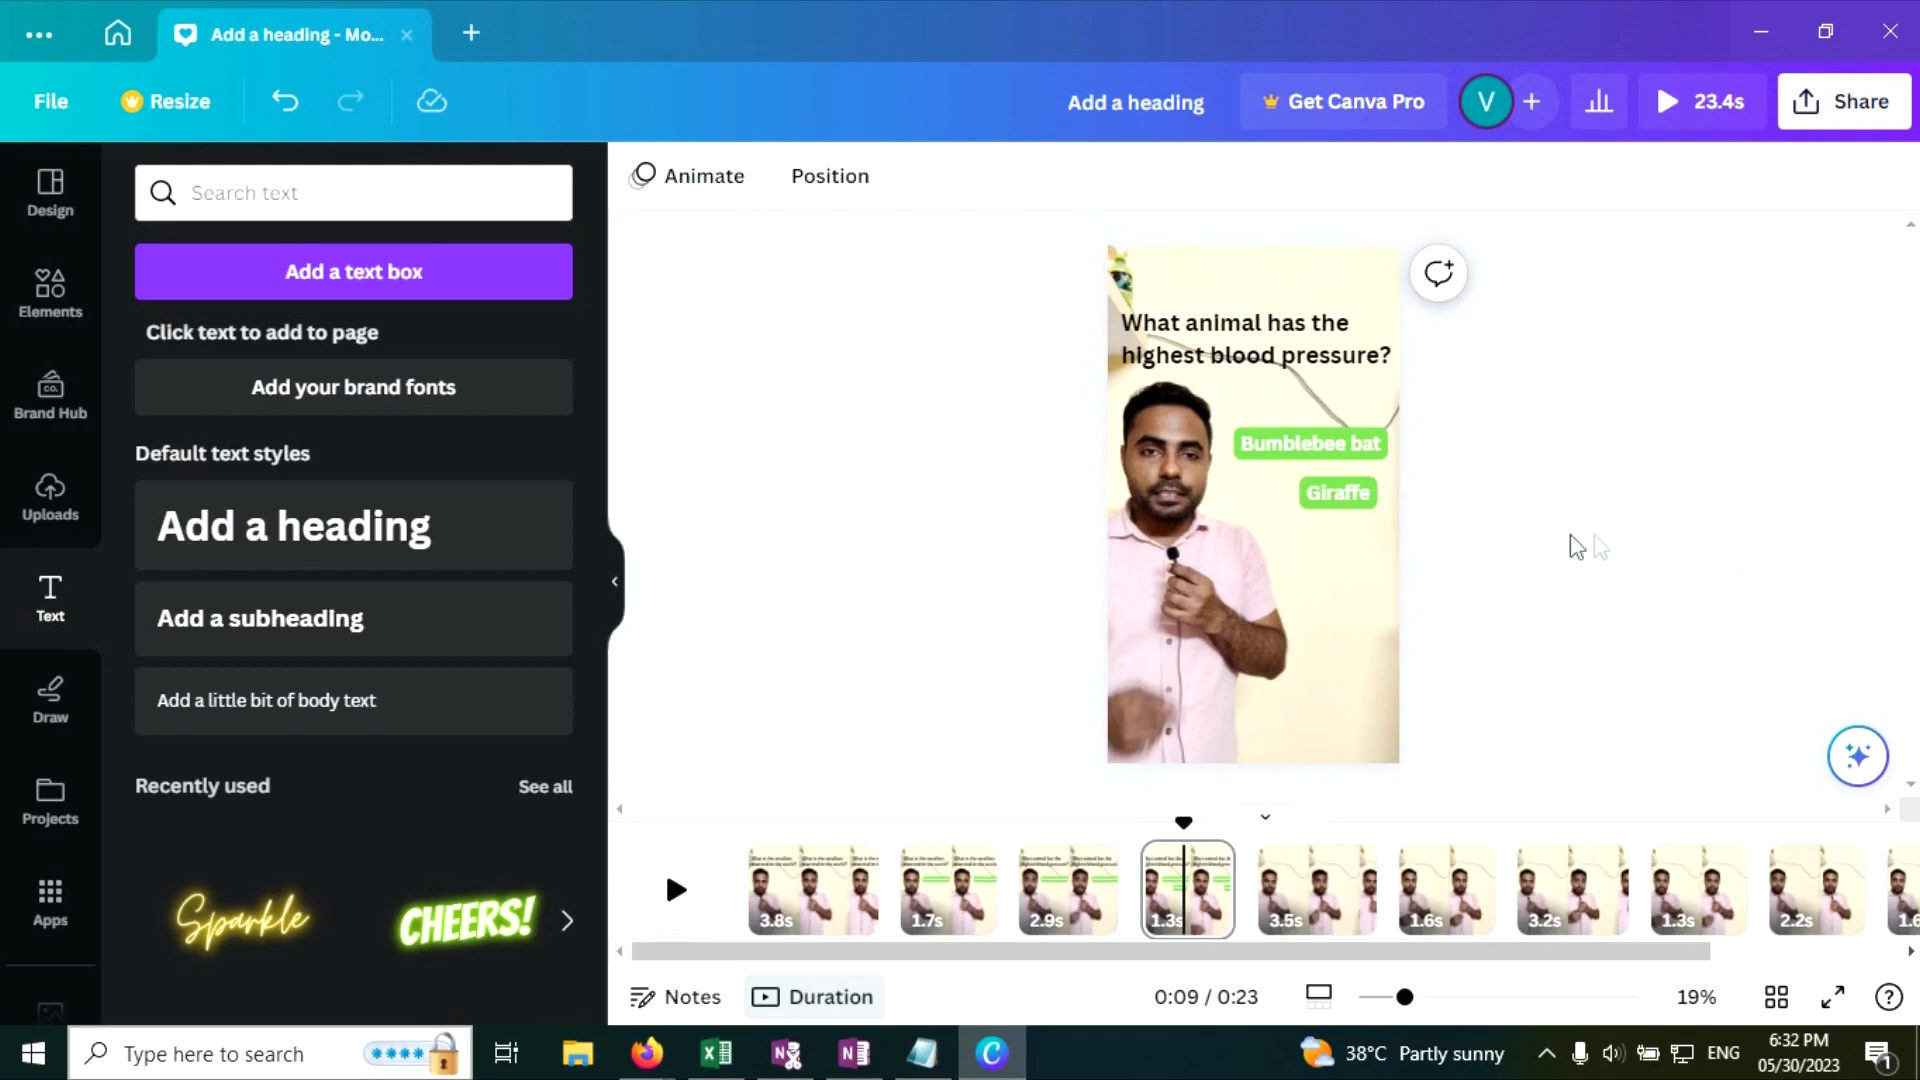 Add a heading - Mo...
File
Resize
Add a heading
Get Canva Pro
V
23.4s
Share
Design
Elements
CO.
Brand Hub
Uploads
Text
Draw
Projects
Apps
Search text
Add a text box
Click text to add to page
Add your brand fonts
Default text styles
Add a heading
Add a subheading
Add a little bit of body text
Recently used
See all
Sparkle
CHEERS!
Animate
Position
What animal has the
highest blood pressure?
Bumblebee bat
Giraffe
3.8s
1.7s
2.9s
1.3s
3.5s
1.6s
3.2s
1.3s
2.2s
1.6
Notes
Duration
0:09 / 0:23
19%
Type here to search
38°C Partly sunny
ENG
6:32 PM
05/30/2023
1